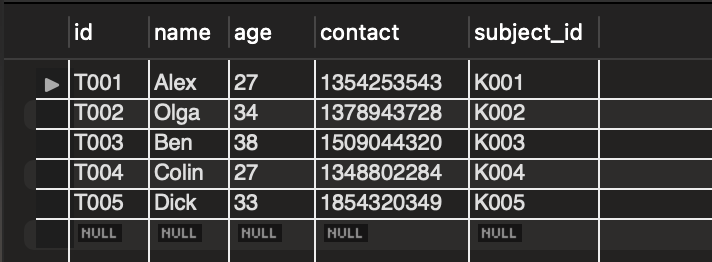 id name age contact subject_id
T001 Alex 27 1354253543 K001
T002 Olga 34 1378943728 K002
T003 Ben 38 1509044320 K003
T004 Colin 27 1348802284 K004
T005 Dick 33 1854320349 K005
NULL NULL NULL NULL NULL